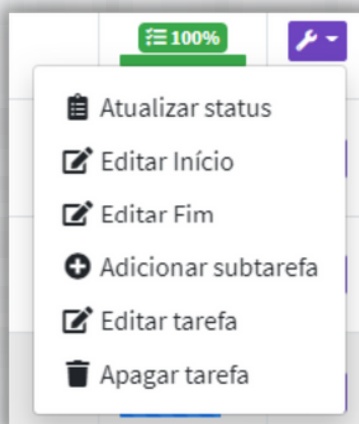 100%
Atualizar status
Editar Início
Editar Fim
Adicionar subtarefa
Editar tarefa
Apagar tarefa